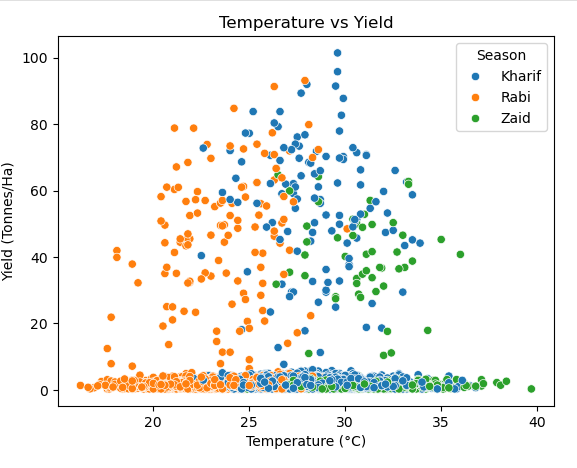 Temperature vs Yield
Yield (Tonnes/Ha)
100
80
60
40
20
0
Season
Kharif
Rabi
Zaid
20 25 30 35 40
Temperature (°C)